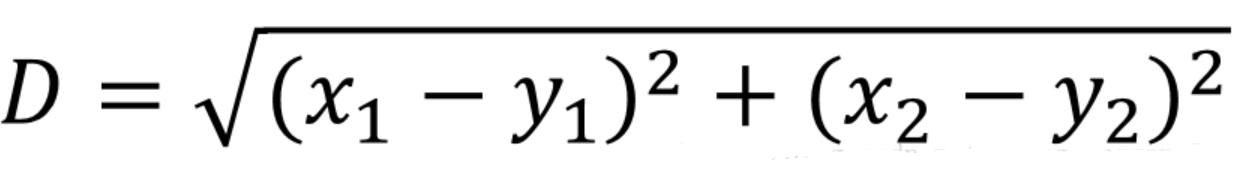 D = √(x₁ − y₁)² + (x₂ − y₂)²